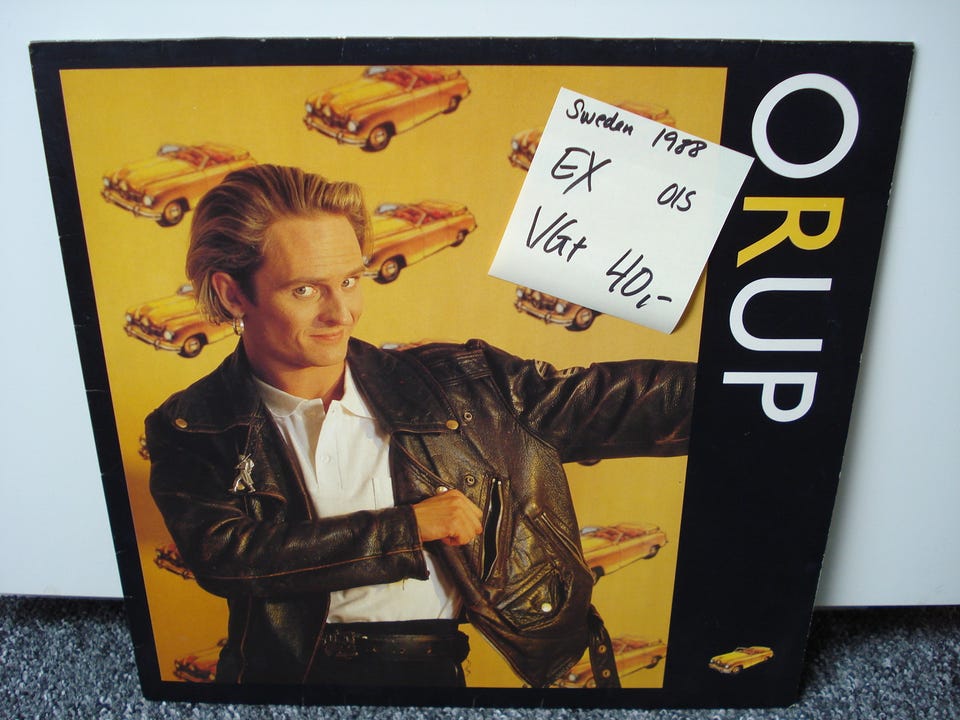 Sweden 1988
EX OIS
VG+ 40,-
ORUP